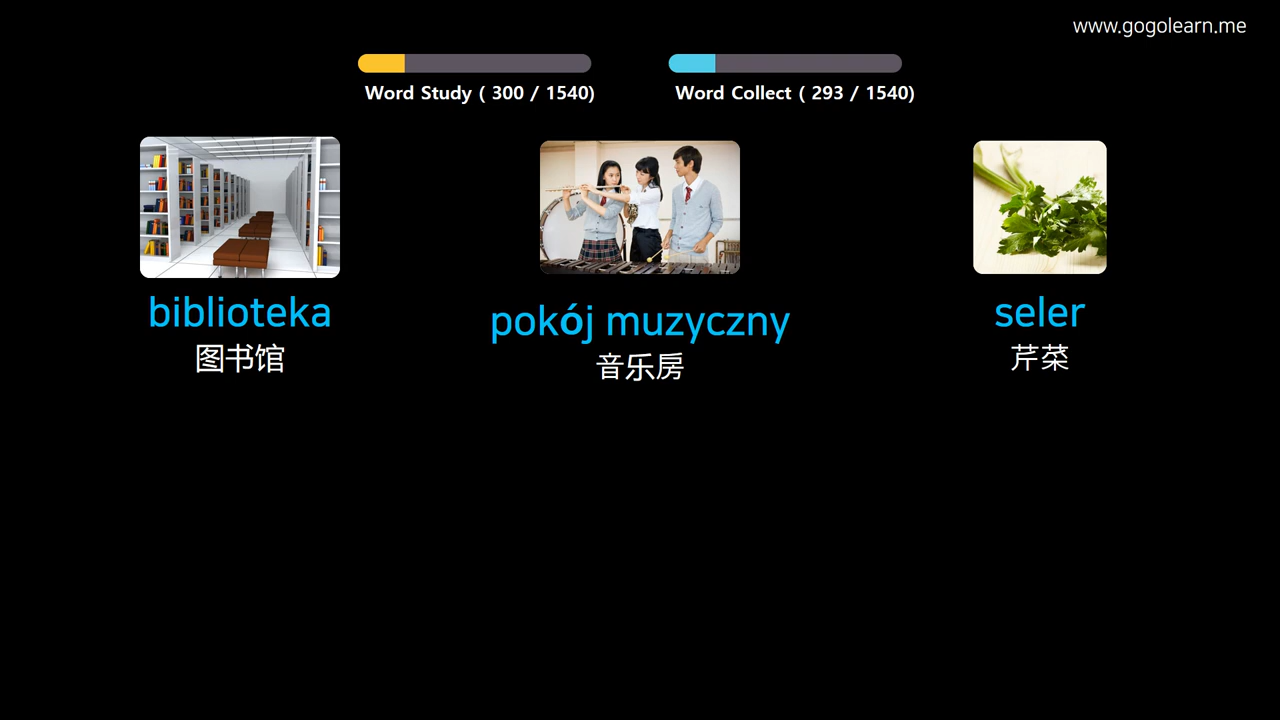 www.gogolearn.me
Word Study ( 300 / 1540)
Word Collect ( 293 / 1540)
biblioteka
图书馆
pokój muzyczny
音乐房
seler
芹菜